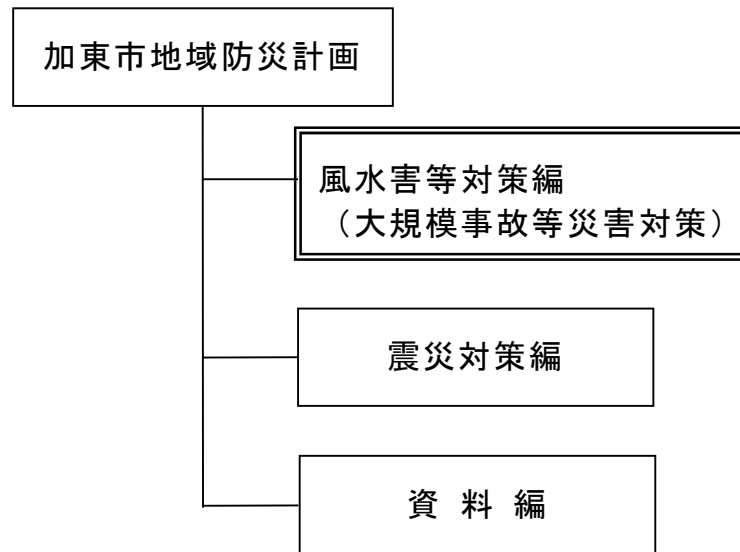 加東市地域防災計画
風水害等対策編
（大規模事故等災害対策）
震災対策編
資 料 編